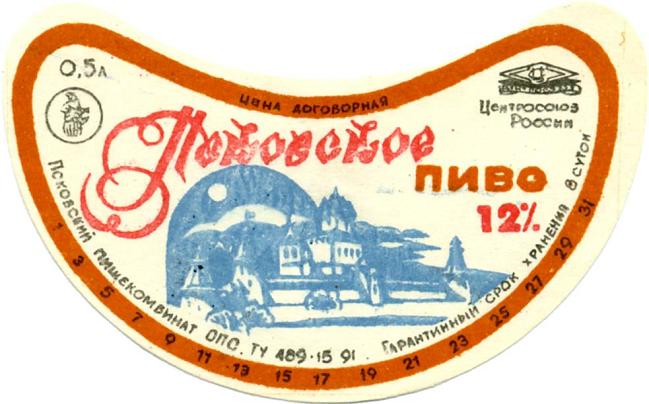 0,5л
ЦЕНА ДОГОВОРНАЯ
Центросоюз
России
Псковское
ПИВО
12%
Псковский пищекомбинат ОПС. ТУ 489·15 91. Гарантийный срок хранения 8 суток
1 3 5 7 9 11 13 15 17 19 21 23 25 27 29 31